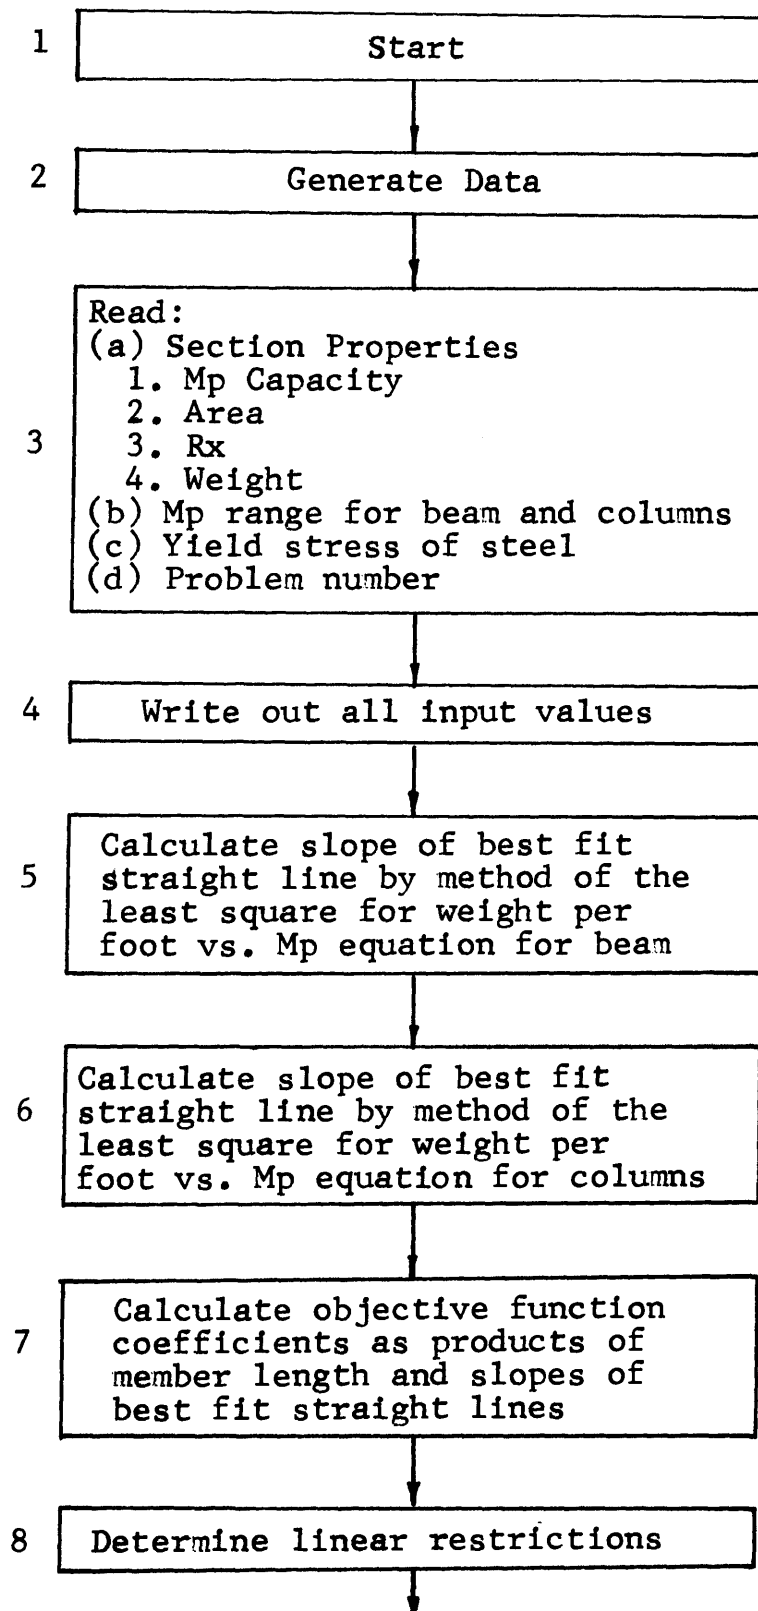 1
Start
2
Generate Data
3
Read:
(a) Section Properties
1. Mp Capacity
2. Area
3. Rx
4. Weight
(b) Mp range for beam and columns
(c) Yield stress of steel
(d) Problem number
4
Write out all input values
5
Calculate slope of best fit
straight line by method of the
least square for weight per
foot vs. Mp equation for beam
6
Calculate slope of best fit
straight line by method of the
least square for weight per
foot vs. Mp equation for columns
7
Calculate objective function
coefficients as products of
member length and slopes of
best fit straight lines
8
Determine linear restrictions